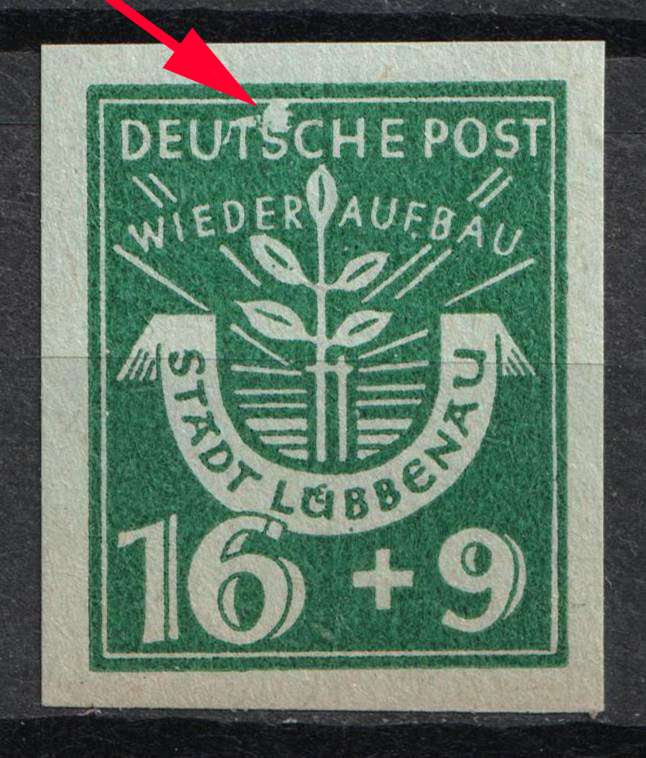 DEUTSCHE POST
WIEDER AUFBAU
STADT LÜBBENAU
16 + 9